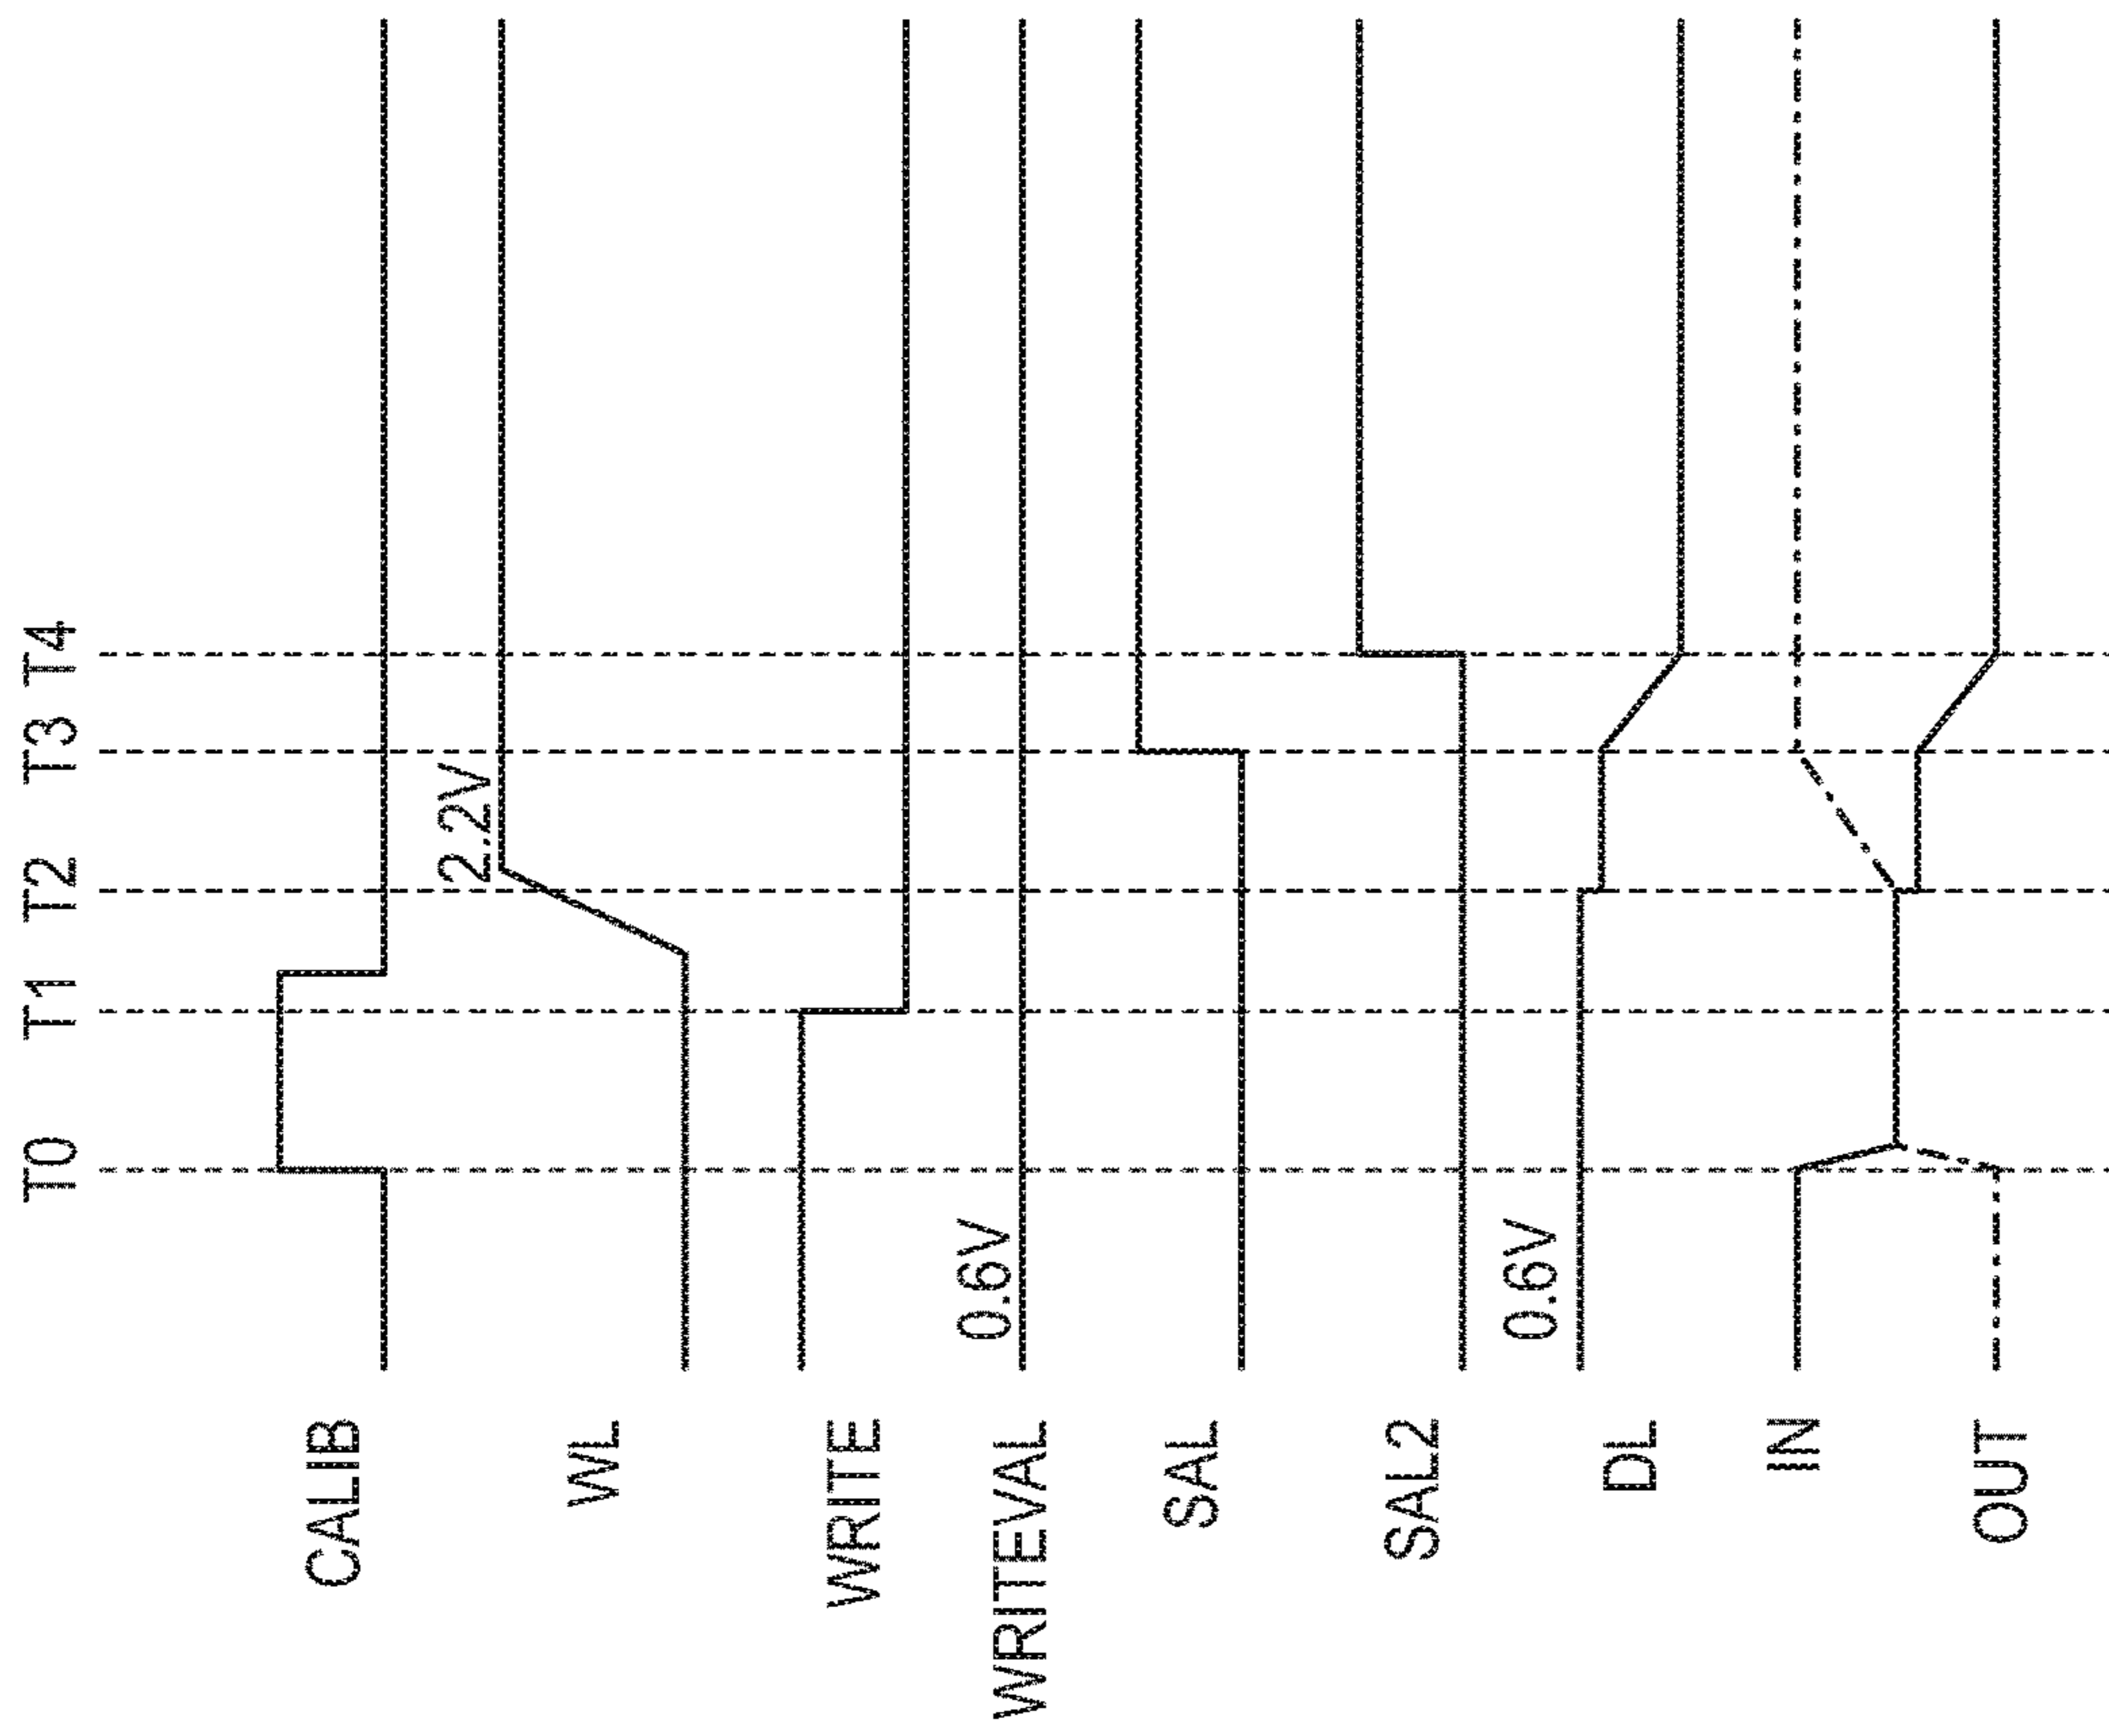 T0 T1 T2 T3 T4
CALIB
2.2V
WL
WRITE
0.6V
WRITEVAL
SAL
SAL2
0.6V
DL
IN
OUT